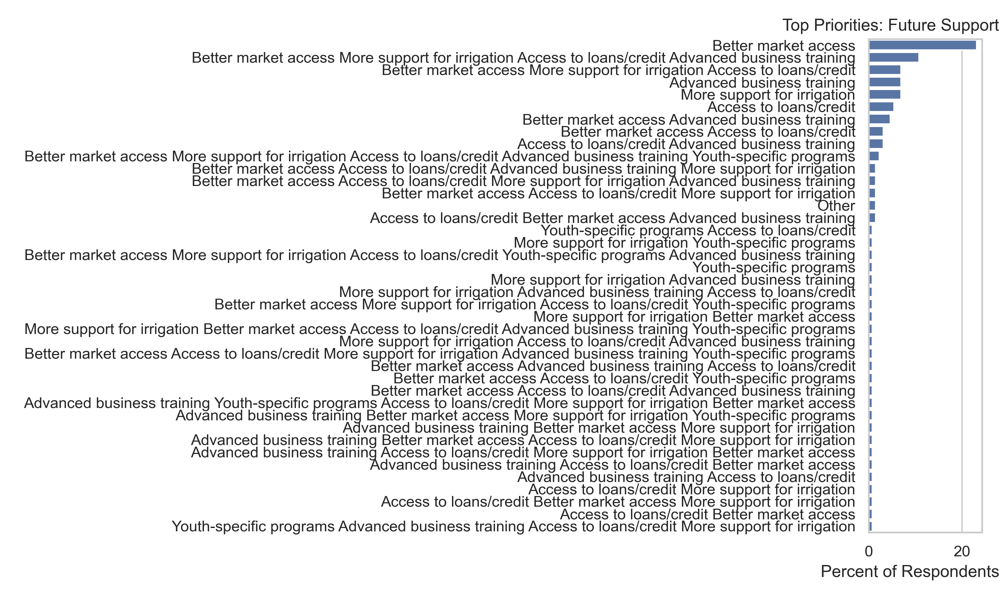 Top Priorities: Future Support
Better market access
Better market access More support for irrigation Access to loans/credit Advanced business training
Better market access More support for irrigation Access to loans/credit
Advanced business training
More support for irrigation
Access to loans/credit
Better market access Advanced business training
Better market access Access to loans/credit
Access to loans/credit Advanced business training
Better market access More support for irrigation Access to loans/credit Advanced business training Youth-specific programs
Better market access Access to loans/credit Advanced business training More support for irrigation
Better market access Access to loans/credit More support for irrigation Advanced business training
Better market access Access to loans/credit More support for irrigation
Other
Access to loans/credit Better market access Advanced business training
Youth-specific programs Access to loans/credit
More support for irrigation Youth-specific programs
Better market access More support for irrigation Access to loans/credit Youth-specific programs Advanced business training
Youth-specific programs
More support for irrigation Advanced business training
More support for irrigation Advanced business training Access to loans/credit
Better market access More support for irrigation Access to loans/credit Youth-specific programs
More support for irrigation Better market access
More support for irrigation Better market access Access to loans/credit Advanced business training Youth-specific programs
More support for irrigation Access to loans/credit Advanced business training
Better market access Access to loans/credit More support for irrigation Advanced business training Youth-specific programs
Better market access Advanced business training Access to loans/credit
Better market access Access to loans/credit Youth-specific programs
Better market access Access to loans/credit Advanced business training
Advanced business training Youth-specific programs Access to loans/credit More support for irrigation Better market access
Advanced business training Better market access More support for irrigation Youth-specific programs
Advanced business training Better market access More support for irrigation
Advanced business training Better market access Access to loans/credit More support for irrigation
Advanced business training Access to loans/credit More support for irrigation Better market access
Advanced business training Access to loans/credit Better market access
Advanced business training Access to loans/credit
Access to loans/credit More support for irrigation
Access to loans/credit Better market access More support for irrigation
Access to loans/credit Better market access
Youth-specific programs Advanced business training Access to loans/credit More support for irrigation
0 20
Percent of Respondents